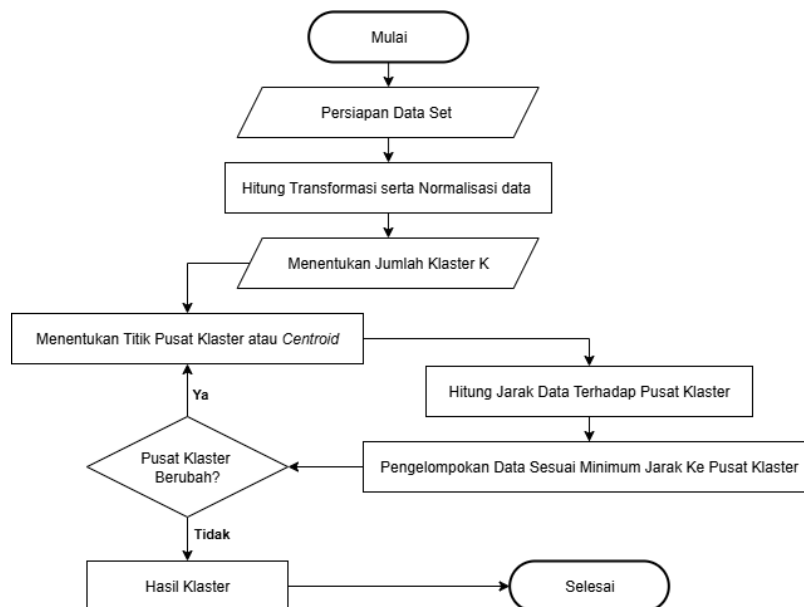 Mulai
Persiapan Data Set
Hitung Transformasi serta Normalisasi data
Menentukan Jumlah Klaster K
Menentukan Titik Pusat Klaster atau Centroid
Hitung Jarak Data Terhadap Pusat Klaster
Ya
Pusat Klaster
Berubah?
Pengelompokan Data Sesuai Minimum Jarak Ke Pusat Klaster
Tidak
Hasil Klaster
Selesai